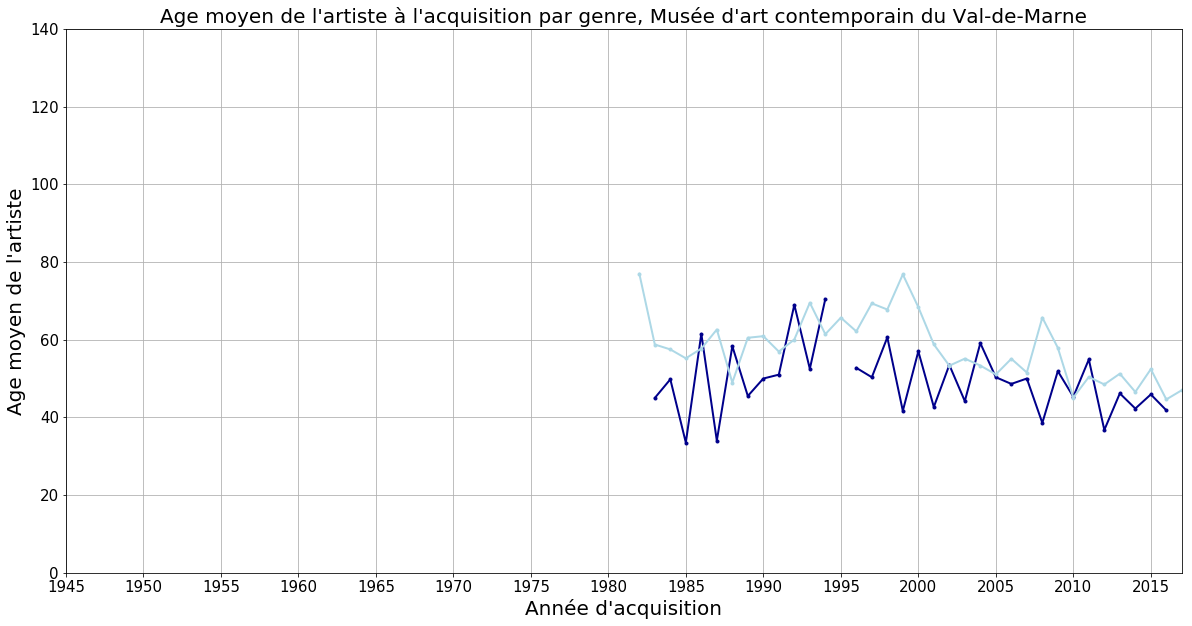 Age moyen de l'artiste à l'acquisition par genre, Musée d'art contemporain du Val-de-Marne
140
120
100
80
60
40
20
0
Age moyen de l'artiste
1945 1950 1955 1960 1965 1970 1975 1980 1985 1990 1995 2000 2005 2010 2015
Année d'acquisition